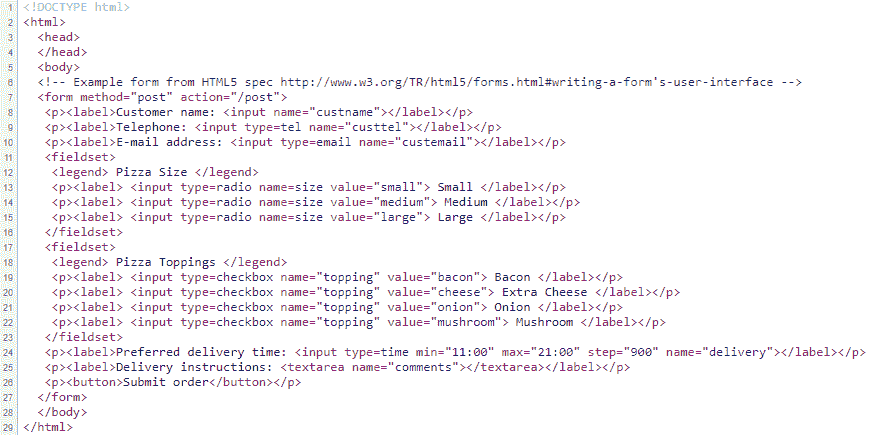 1 <!DOCTYPE html>
2 <html>
3 <head>
4 </head>
5 <body>
6 <!-- Example form from HTML5 spec http://www.w3.org/TR/html5/forms.html#writing-a-form's-user-interface -->
7 <form method="post" action="/post">
8 <p><label>Customer name: <input name="custname"></label></p>
9 <p><label>Telephone: <input type=tel name="custtel"></label></p>
10 <p><label>E-mail address: <input type=email name="custemail"></label></p>
11 <fieldset>
12 <legend> Pizza Size </legend>
13 <p><label> <input type=radio name=size value="small"> Small </label></p>
14 <p><label> <input type=radio name=size value="medium"> Medium </label></p>
15 <p><label> <input type=radio name=size value="large"> Large </label></p>
16 </fieldset>
17 <fieldset>
18 <legend> Pizza Toppings </legend>
19 <p><label> <input type=checkbox name="topping" value="bacon"> Bacon </label></p>
20 <p><label> <input type=checkbox name="topping" value="cheese"> Extra Cheese </label></p>
21 <p><label> <input type=checkbox name="topping" value="onion"> Onion </label></p>
22 <p><label> <input type=checkbox name="topping" value="mushroom"> Mushroom </label></p>
23 </fieldset>
24 <p><label>Preferred delivery time: <input type=time min="11:00" max="21:00" step="900" name="delivery"></label></p>
25 <p><label>Delivery instructions: <textarea name="comments"></textarea></label></p>
26 <p><button>Submit order</button></p>
27 </form>
28 </body>
29 </html>